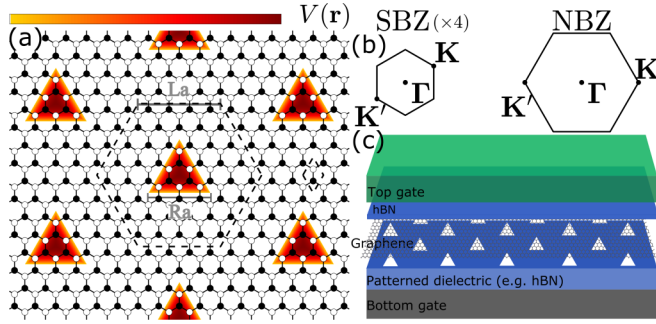 V(r)
(a)
La
Ra
(b)
SBZ (×4)
K
Γ
K′
NBZ
K′
K
Γ
(c)
Top gate
hBN
Graphene
Patterned dielectric (e.g. hBN)
Bottom gate